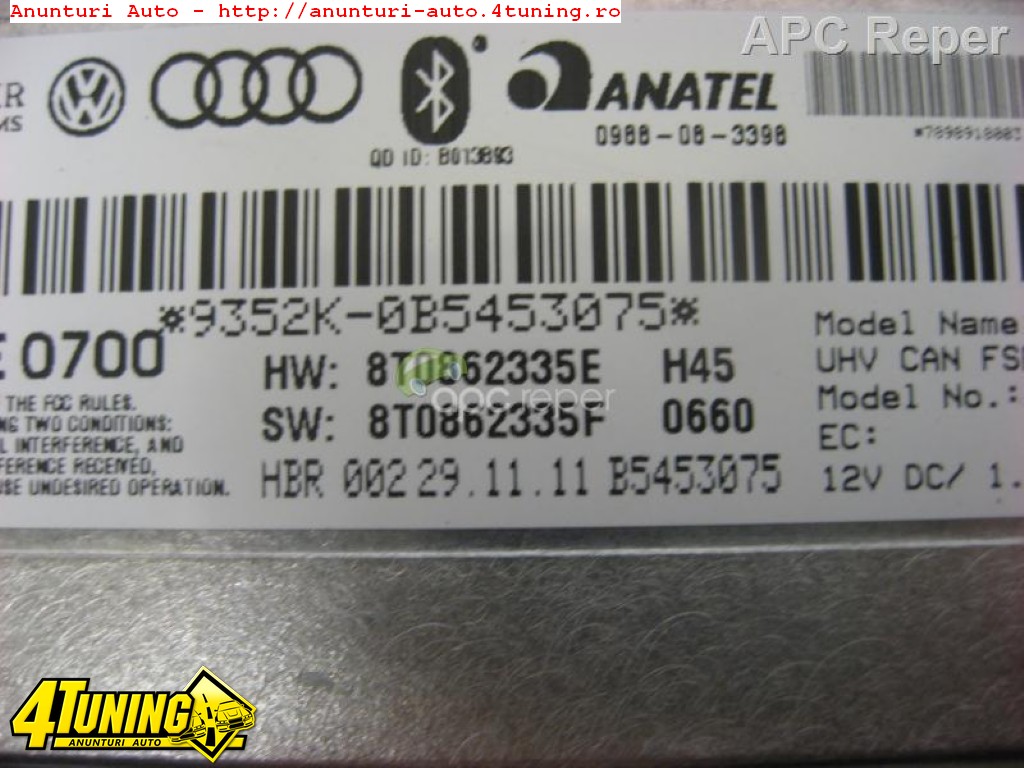 Anunturi Auto - http://anunturi-auto.4tuning.ro
APC Reper
ANATEL
0988-08-3398
QD ID: B013893
*9352K-0B5453075*
0700
HW: 8T0862335E H45
SW: 8T0862335F 0660
HBR 002 29.11.11 B5453075
THE FCC RULES.
TWO CONDITIONS:
INTERFERENCE, AND
RECEIVED,
UNDESIRED OPERATION.
Model Name
UHV CAN
Model No.:
EC:
12V DC/ 1.
apc reper
4TUNING
ANUNTURI AUTO